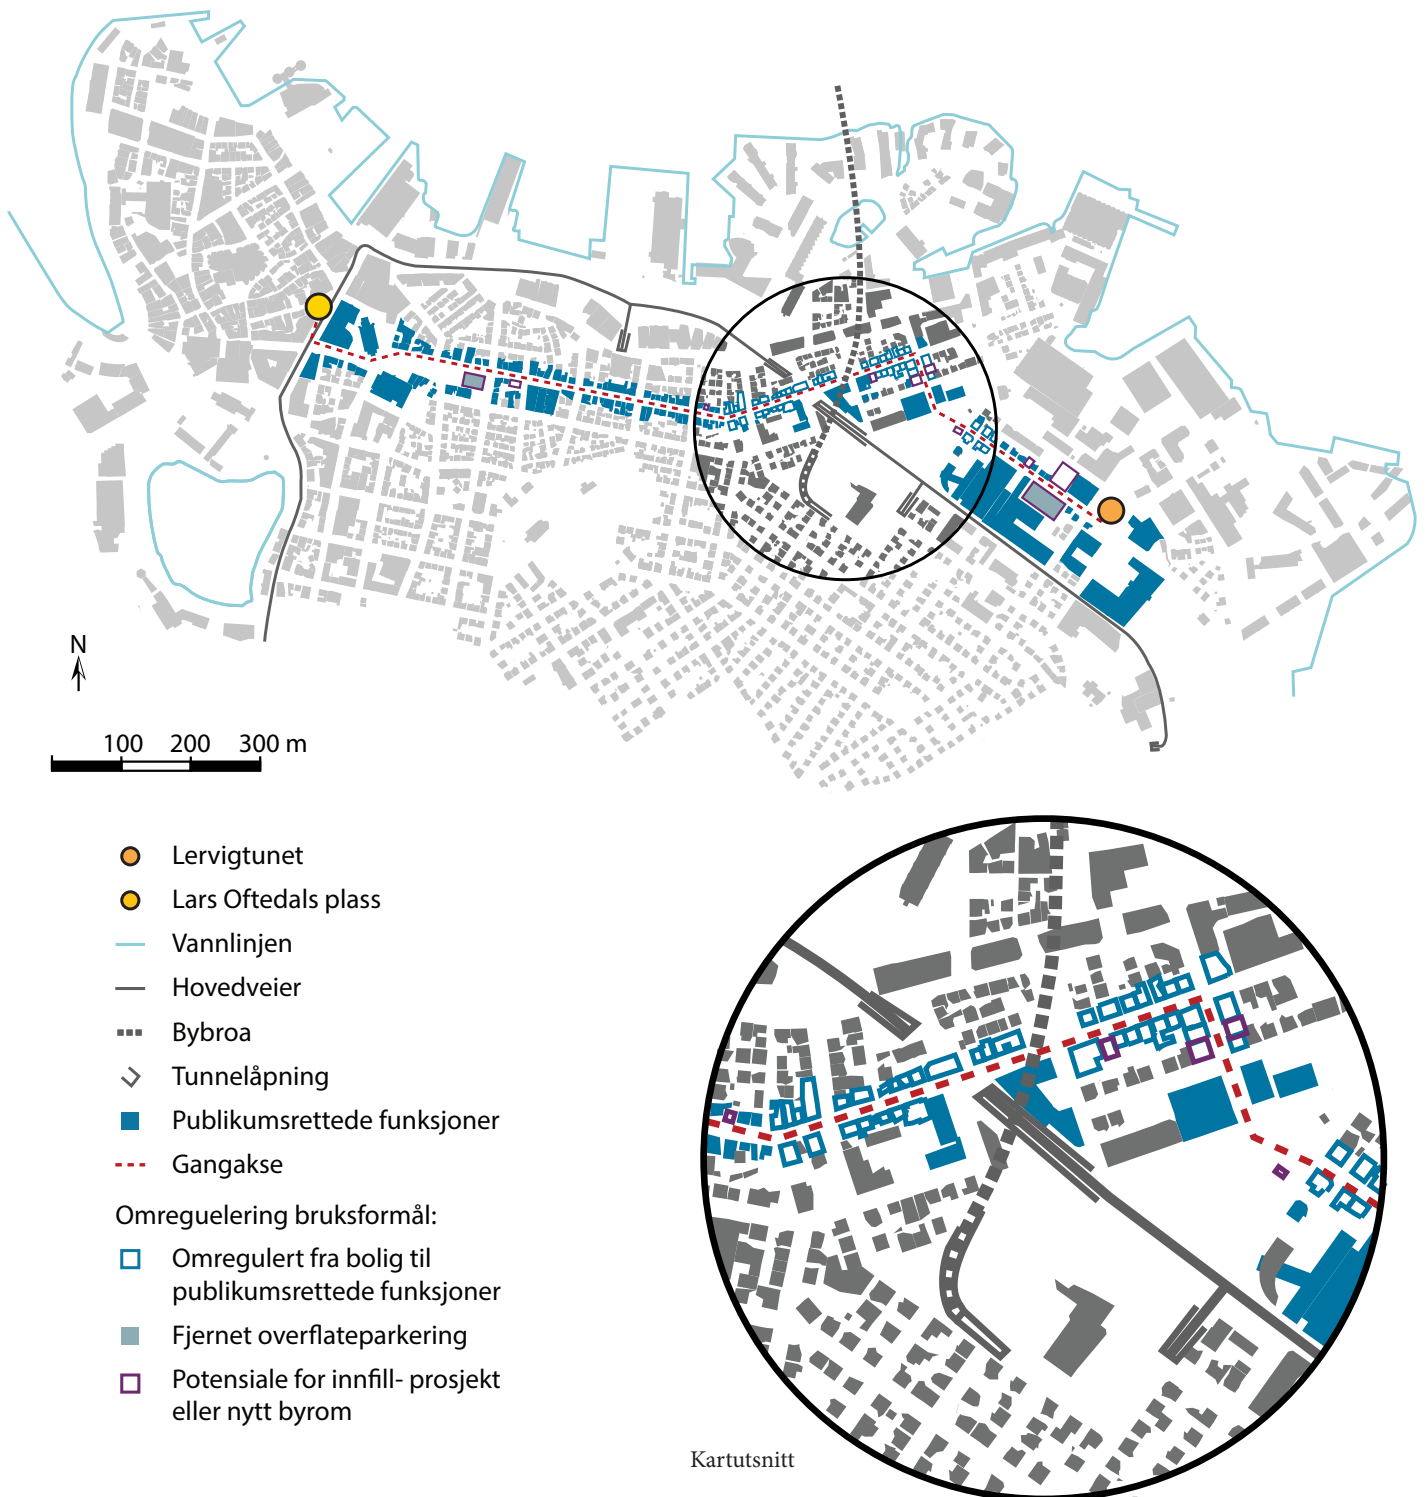 N
100 200 300 m
Lervigtunet
Lars Oftedals plass
Vannlinjen
Hovedveier
Bybroa
Tunnelåpning
Publikumsrettede funksjoner
Gangakse
Omreguelering bruksformål:
Omregulert fra bolig til
publikumsrettede funksjoner
Fjernet overflateparkering
Potensiale for innfill- prosjekt
eller nytt byrom
Kartutsnitt